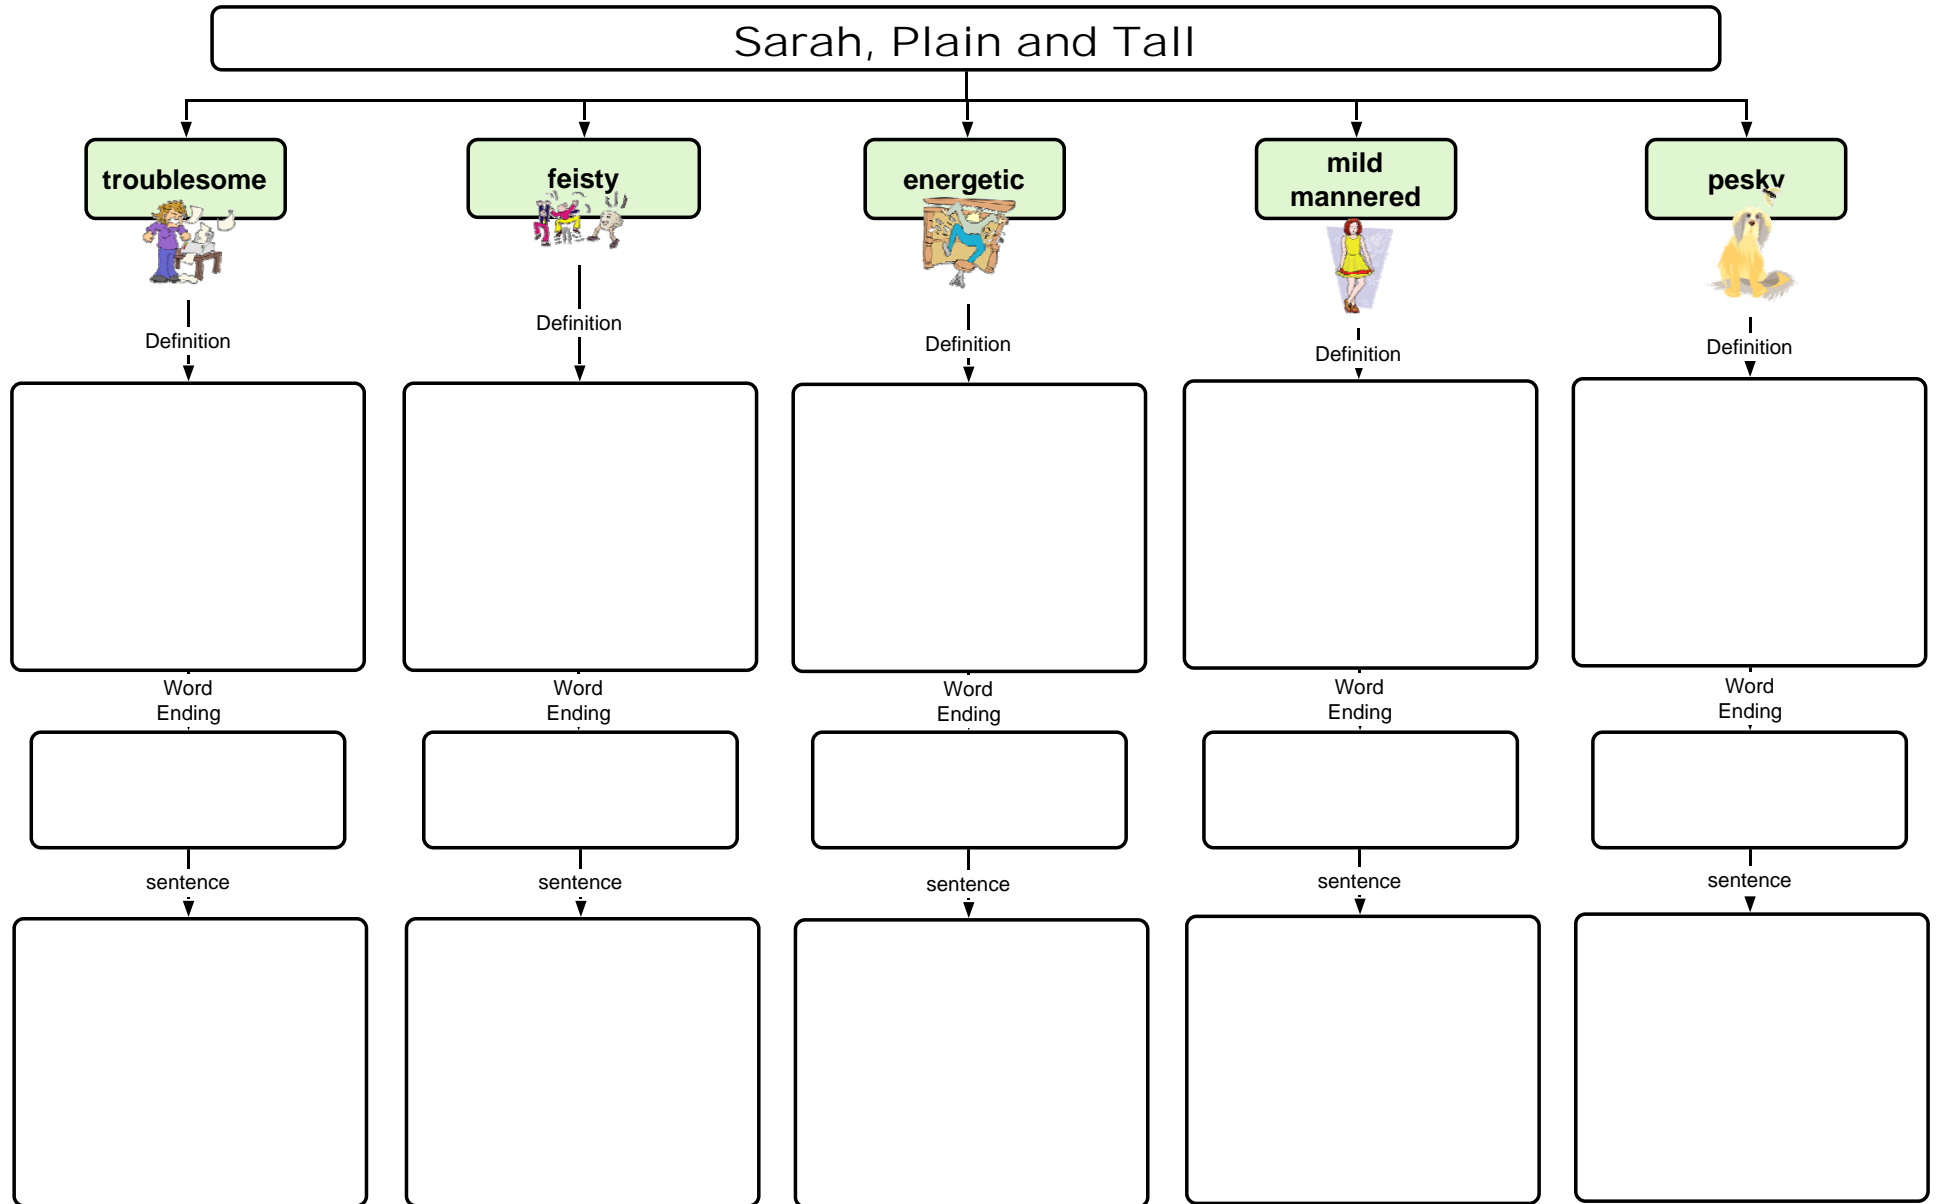 Sarah, Plain and Tall
troublesome
feisty
energetic
mild
mannered
pesky
Definition
Definition
Definition
Definition
Definition
Word
Ending
Word
Ending
Word
Ending
Word
Ending
Word
Ending
sentence
sentence
sentence
sentence
sentence